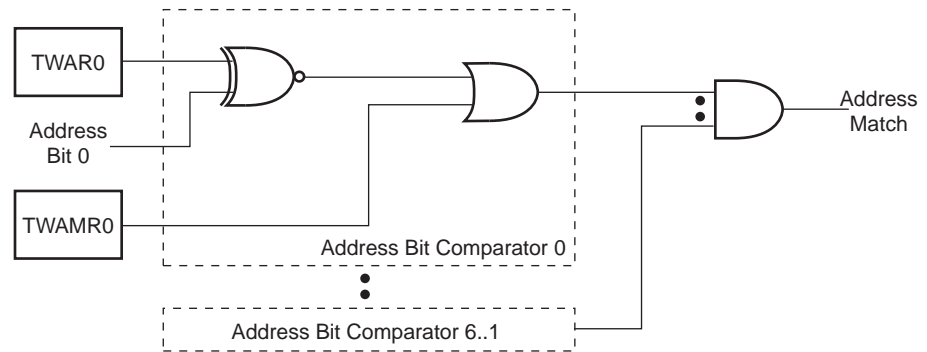 TWAR0
Address
Bit 0
TWAMR0
Address Bit Comparator 0
Address Bit Comparator 6..1
Address
Match